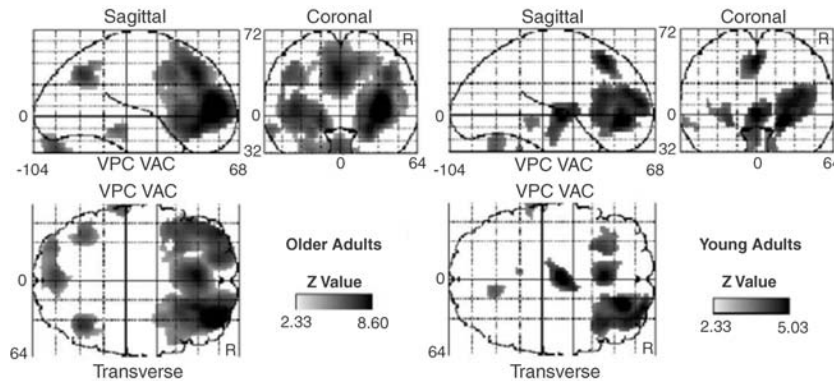 Sagittal Coronal
72
R
0
32
-104 VPC VAC 68 0 64
VPC VAC
0
64
R
Transverse
Older Adults
Z Value
2.33 8.60
Sagittal Coronal
72
R
0
32
-104 VPC VAC 68 0 64
VPC VAC
0
64
R
Transverse
Young Adults
Z Value
2.33 5.03